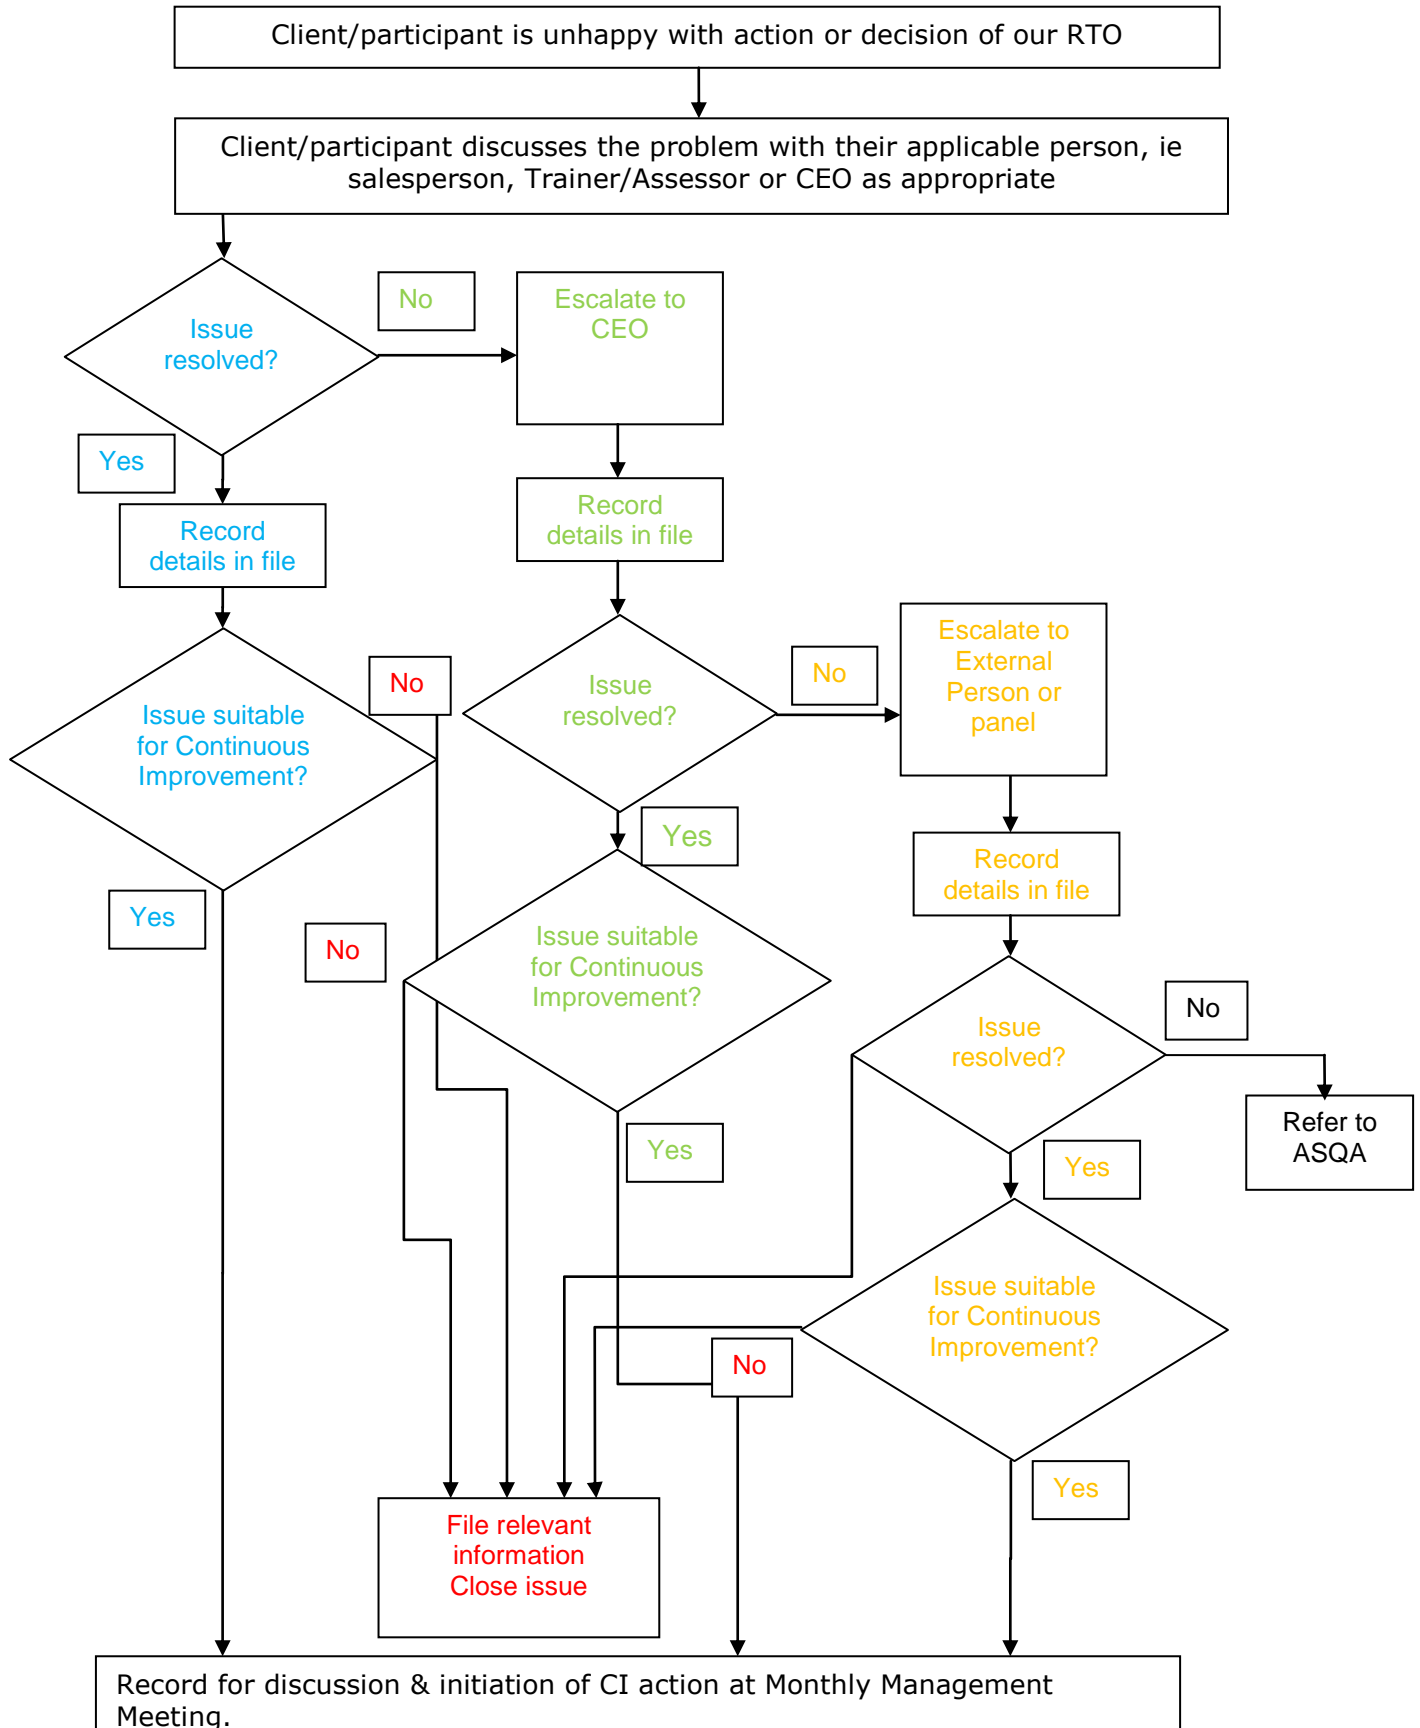 Client/participant is unhappy with action or decision of our RTO
Client/participant discusses the problem with their applicable person, ie
salesperson, Trainer/Assessor or CEO as appropriate
No
Escalate to
CEO
Issue
resolved?
Yes
Record
details in file
Record
details in file
Escalate to
External
Person or
panel
No
No
Issue
resolved?
Issue suitable
for Continuous
Improvement?
Yes
Record
details in file
Yes
No
Issue suitable
for Continuous
Improvement?
No
Issue
resolved?
Refer to
ASQA
Yes
Yes
Issue suitable
for Continuous
Improvement?
No
Yes
File relevant
information
Close issue
Record for discussion & initiation of CI action at Monthly Management
Meeting.